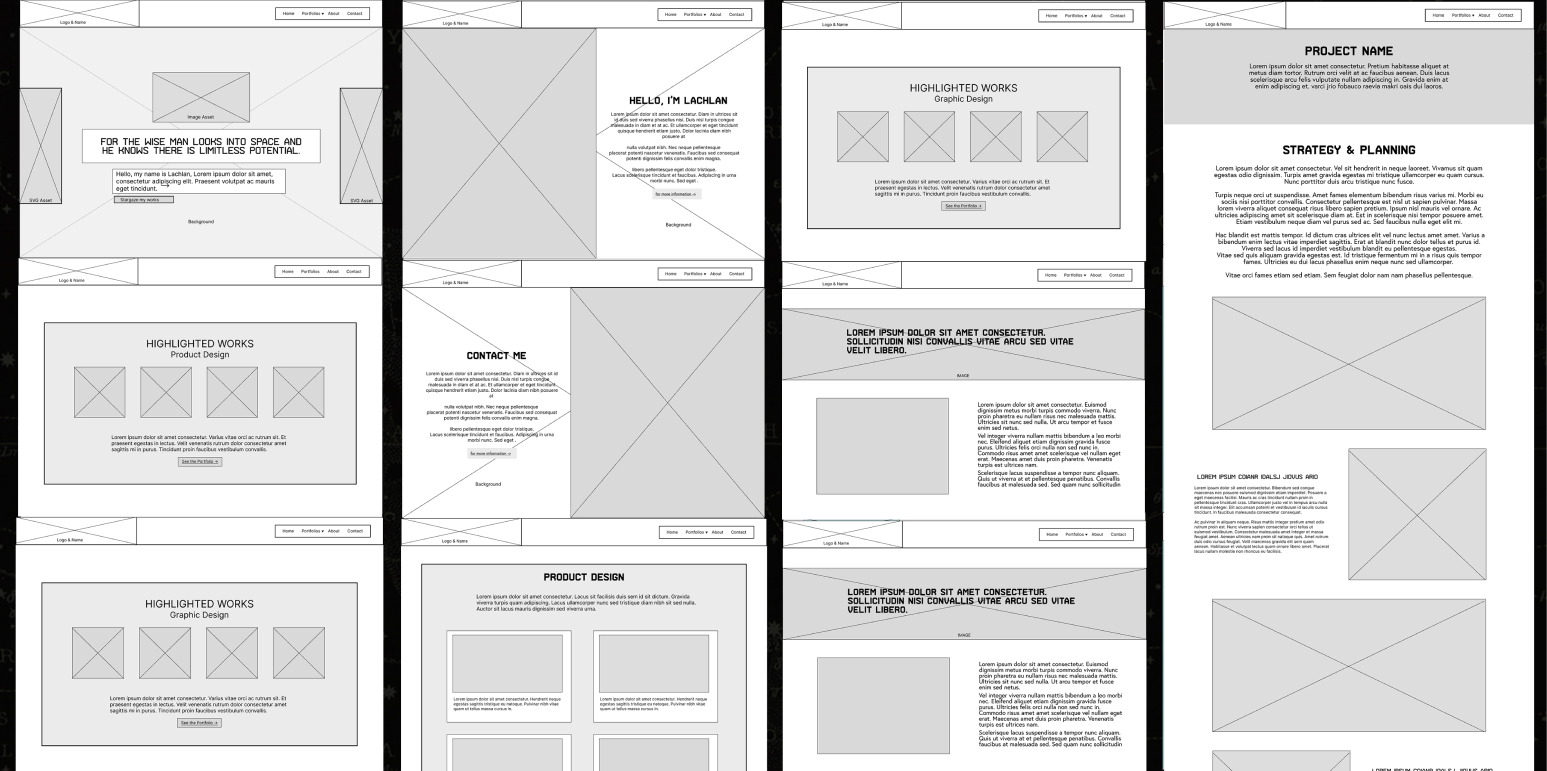 Logo & Name
Home Portfolios ▾ About Contact
Image Asset
FOR THE WISE MAN LOOKS INTO SPACE AND
HE KNOWS THERE IS LIMITLESS POTENTIAL.
Hello, my name is Lachlan, Lorem ipsum dolor sit amet,
consectetur adipiscing elit. Praesent volutpat ac mauris
eget tincidunt.
Stargaze my works
SVG Asset
SVG Asset
Background
Logo & Name
Home Portfolios About Contact
HIGHLIGHTED WORKS
Product Design
Lorem ipsum dolor sit amet consectetur. Varius vitae orci ac rutrum sit. Et
praesent egestas in lectus. Velit venenatis rutrum dolor diam vitae consectetur
sagittis mi in purus. Tincidunt proin faucibus vestibulum convallis.
See the Portfolio ->
Logo & Name
Home Portfolios ▾ About Contact
HIGHLIGHTED WORKS
Graphic Design
Lorem ipsum dolor sit amet consectetur. Varius vitae orci ac rutrum sit. Et
praesent egestas in lectus. Velit venenatis rutrum dolor diam vitae consectetur
sagittis mi in purus. Tincidunt proin faucibus vestibulum convallis.
See the Portfolio ->
Logo & Name
Home Portfolios ▾ About Contact
HELLO, I'M LACHLAN
Lorem ipsum dolor sit amet consectetur. Diam in ultrices sit
id duis sed viverra phasellus nisi. Duis nisl turpis congue
malesuada in diam et at ac. Et ullamcorper et tortor integer
quisque hendrerit etiam justo. Dolor lacinia diam nibh
posuere at
nulla volutpat nibh. Nec neque pellentesque
placerat potenti nascetur venenatis. Faucibus sed consequat
potenti dignissim felis convallis enim magna.
libero pellentesque eget dolor tristique.
Lacus scelerisque tincidunt et faucibus. Adipiscing in urna
morbi nunc. Sed eget .
for more information ->
Background
Logo & Name
Home Portfolios ▾ About Contact
CONTACT ME
Lorem ipsum dolor sit amet consectetur. Diam in ultrices sit id
duis sed viverra phasellus nisi. Duis nisl turpis congue
malesuada in diam et at ac. Et ullamcorper et tortor integer
quisque hendrerit etiam justo. Dolor lacinia diam nibh posuere
at
nulla volutpat nibh. Nec neque pellentesque
placerat potenti nascetur venenatis. Faucibus sed consequat
potenti dignissim felis convallis enim magna.
libero pellentesque eget dolor tristique.
Lacus scelerisque tincidunt et faucibus. Adipiscing in urna
morbi nunc. Sed eget .
for more information ->
Background
Logo & Name
Home Portfolios ▾ About Contact
PRODUCT DESIGN
Lorem ipsum dolor sit amet consectetur. Lacus sit facilisis duis sem id sit dictum. Gravida
viverra turpis quam adipiscing. Lacus ullamcorper nunc sed tristique diam nibh sit sed nulla.
Auctor sit lacus mauris dignissim sed viverra urna.
Lorem ipsum dolor sit amet consectetur. Hendrerit neque
egestas sagittis tristique eu natoque. Pulvinar nibh vitae
quam ut tellus massa cursus in.
Lorem ipsum dolor sit amet consectetur. Hendrerit neque
egestas sagittis tristique eu natoque. Pulvinar nibh vitae
quam ut tellus massa cursus in.
Logo & Name
Home Portfolios ▾ About Contact
HIGHLIGHTED WORKS
Graphic Design
Lorem ipsum dolor sit amet consectetur. Varius vitae orci ac rutrum sit. Et
praesent egestas in lectus. Velit venenatis rutrum dolor diam vitae consectetur
sagittis mi in purus. Tincidunt proin faucibus vestibulum convallis.
See the Portfolio ->
Logo & Name
Home Portfolios ▾ About Contact
LOREM IPSUM DOLOR SIT AMET CONSECTETUR.
SOLLICITUDIN NISI CONVALLIS VITAE ARCU SED VITAE
VELIT LIBERO.
IMAGE
Lorem ipsum dolor sit amet consectetur. Euismod
dignissim metus morbi turpis commodo viverra. Nunc
proin pharetra eu nullam risus nec malesuada mattis.
Ultricies sit nunc sed nulla. Ut arcu tempor et fusce
enim sed netus.
Vel integer viverra nullam mattis bibendum a leo morbi
nec. Eleifend aliquet tincidunt dignissim gravida fusce
purus. Ultricies felis orci nulla non sed nunc in.
Commodo risus amet scelerisque vel nullam congue
erat. Maecenas amet duis proin pharetra. Venenatis
turpis est ultrices nam.
Scelerisque lacus suspendisse a tempor nunc aliquam.
Quis ut viverra at et pellentesque penatibus. Convallis
faucibus at malesuada sed. Sed quam nunc sollicitudin
Logo & Name
Home Portfolios ▾ About Contact
LOREM IPSUM DOLOR SIT AMET CONSECTETUR.
SOLLICITUDIN NISI CONVALLIS VITAE ARCU SED VITAE
VELIT LIBERO.
IMAGE
Lorem ipsum dolor sit amet consectetur. Euismod
dignissim metus morbi turpis commodo viverra. Nunc
proin pharetra eu nullam risus nec malesuada mattis.
Ultricies sit nunc sed nulla. Ut arcu tempor et fusce
enim sed netus.
Vel integer viverra nullam mattis bibendum a leo morbi
nec. Eleifend aliquet tincidunt dignissim gravida fusce
purus. Ultricies felis orci nulla non sed nunc in.
Commodo risus amet scelerisque vel nullam congue
erat. Maecenas amet duis proin pharetra. Venenatis
turpis est ultrices nam.
Scelerisque lacus suspendisse a tempor nunc aliquam.
Quis ut viverra at et pellentesque penatibus. Convallis
faucibus at malesuada sed. Sed quam nunc sollicitudin
Logo & Name
Home Portfolios ▾ About Contact
PROJECT NAME
Lorem ipsum dolor sit amet consectetur. Pretium habitasse aliquet at
metus diam tortor. Rutrum orci velit at ac faucibus aenean. Duis lacus
scelerisque arcu felis vulputate nullam adipiscing in. Gravida enim at
enim adipiscing et.
STRATEGY & PLANNING
Lorem ipsum dolor sit amet consectetur. Vel sit hendrerit in neque laoreet. Vivamus sit quam
egestas odio dignissim. Turpis amet gravida egestas mi tristique ullamcorper eu quam cursus.
Nunc porttitor duis arcu tristique nunc fusce.
Turpis neque orci ut suspendisse. Amet fames elementum bibendum risus varius mi. Morbi eu
sociis nisi porttitor convallis. Consectetur pellentesque est nisl ut sapien pulvinar. Massa
lorem viverra aliquet consequat risus libero sapien pretium. Ipsum nisl mauris vel ornare. Ac
ultricies adipiscing amet sit scelerisque diam at. Est in scelerisque nisi tempor posuere amet.
Etiam vestibulum neque diam vel purus sed ac. Sed faucibus nulla eget elit mi.
Hac blandit est mattis tempor. Id dictum cras ultrices elit vel nunc lectus amet amet. Varius a
bibendum enim lectus vitae imperdiet sagittis. Erat at blandit nunc dolor tellus et purus id.
Viverra sed lacus id imperdiet vestibulum blandit eu pellentesque egestas.
Vitae sed quis aliquam gravida egestas est. Id tristique fermentum mi in a risus quis tempor
fames. Ultricies eu dui lacus phasellus enim neque nunc sed ullamcorper.
Vitae orci fames etiam sed etiam. Sem feugiat dolor nam nam phasellus pellentesque.